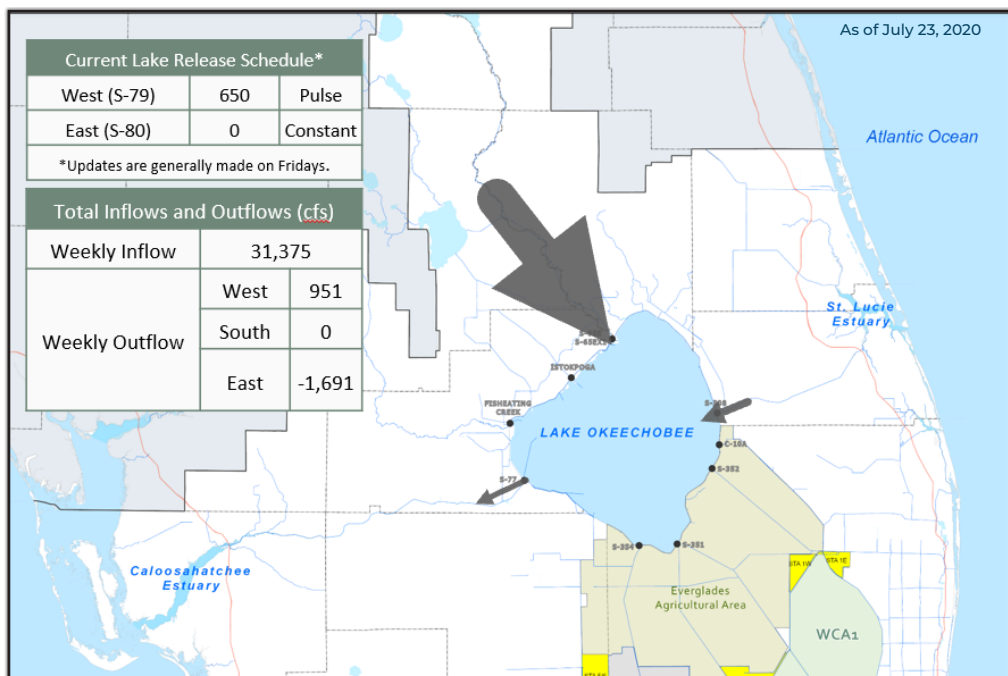 As of July 23, 2020
Current Lake Release Schedule*
West (S-79) 650 Pulse
East (S-80) 0 Constant
*Updates are generally made on Fridays.
Total Inflows and Outflows (cfs)
Weekly Inflow 31,375
Weekly Outflow
West 951
South 0
East -1,691
Atlantic Ocean
St. Lucie
Estuary
S-65EX1
ISTOKPOGA
FISHEATING
CREEK
LAKE OKEECHOBEE
C-10A
S-352
S-77
S-354
S-351
Caloosahatchee
Estuary
Everglades
Agricultural Area
STA 1W
STA 1E
WCA1